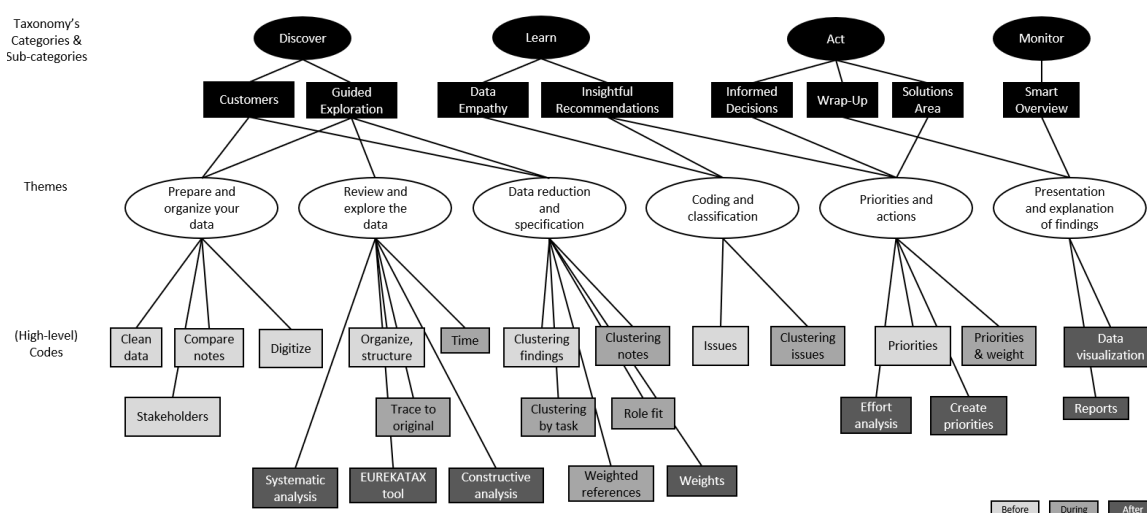 Taxonomy's
Categories &
Sub-categories
Discover
Learn
Act
Monitor
Customers
Guided
Exploration
Data
Empathy
Insightful
Recommendations
Informed
Decisions
Wrap-Up
Solutions
Area
Smart
Overview
Themes
Prepare and
organize your
data
Review and
explore the
data
Data reduction
and
specification
Coding and
classification
Priorities and
actions
Presentation
and explanation
of findings
(High-level)
Codes
Clean
data
Compare
notes
Digitize
Organize,
structure
Time
Clustering
findings
Clustering
notes
Issues
Clustering
issues
Priorities
Priorities
& weight
Data
visualization
Stakeholders
Trace to
original
Clustering
by task
Role fit
Effort
analysis
Create
priorities
Reports
Systematic
analysis
EUREKATAX
tool
Constructive
analysis
Weighted
references
Weights
Before
During
After